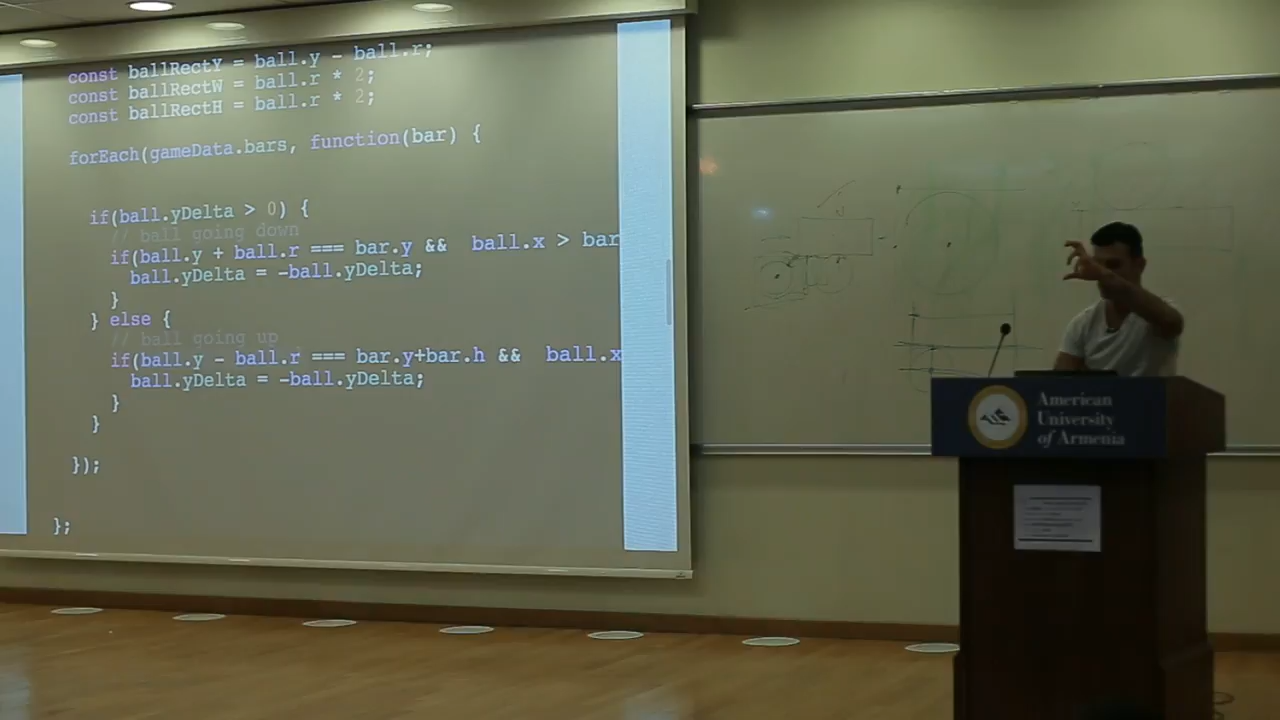 const ballRectY = ball.y - ball.r;
const ballRectW = ball.r * 2;
const ballRectH = ball.r * 2;
forEach(gameData.bars, function(bar) {
if(ball.yDelta > 0) {
// ball going down
if(ball.y + ball.r === bar.y && ball.x > bar
ball.yDelta = -ball.yDelta;
}
} else {
// ball going up
if(ball.y - ball.r === bar.y+bar.h && ball.x
ball.yDelta = -ball.yDelta;
}
}
});
};
American
University
of Armenia